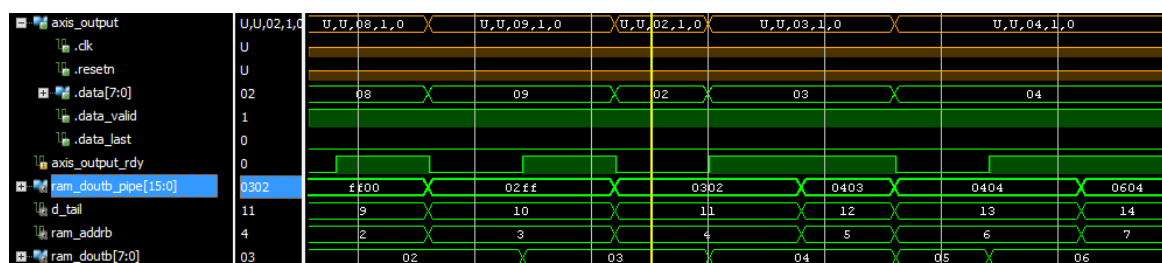 axis_output U,U,02,1,0 U,U,08,1,0 U,U,09,1,0 U,U,02,1,0 U,U,03,1,0 U,U,04,1,0
.clk U
.resetn U
.data[7:0] 02 08 09 02 03 04
.data_valid 1
.data_last 0
axis_output_rdy 0
ram_doutb_pipe[15:0] 0302 ff00 02ff 0302 0403 0404 0604
d_tail 11 9 10 11 12 13 14
ram_addrb 4 2 3 4 5 6 7
ram_doutb[7:0] 03 02 03 04 05 06